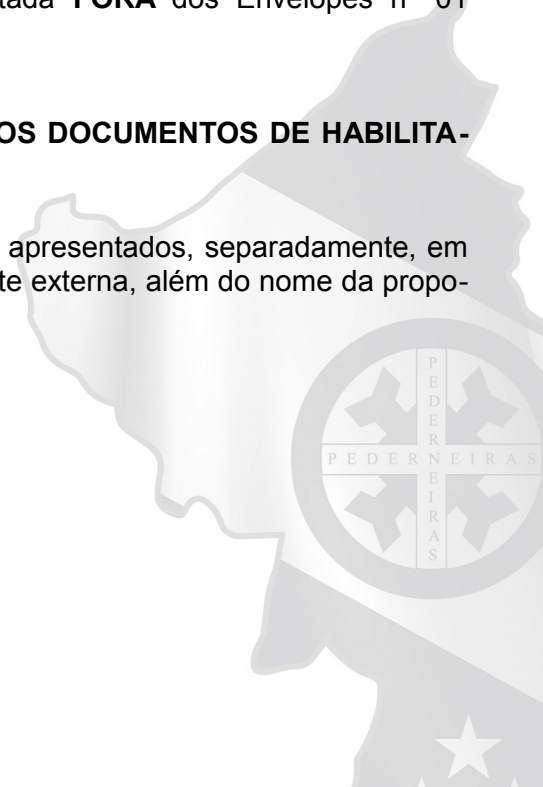 tada FORA dos Envelopes nº 01
OS DOCUMENTOS DE HABILITA-
apresentados, separadamente, em
te externa, além do nome da propo-
PEDERNEIRAS
PEDERNEIRAS